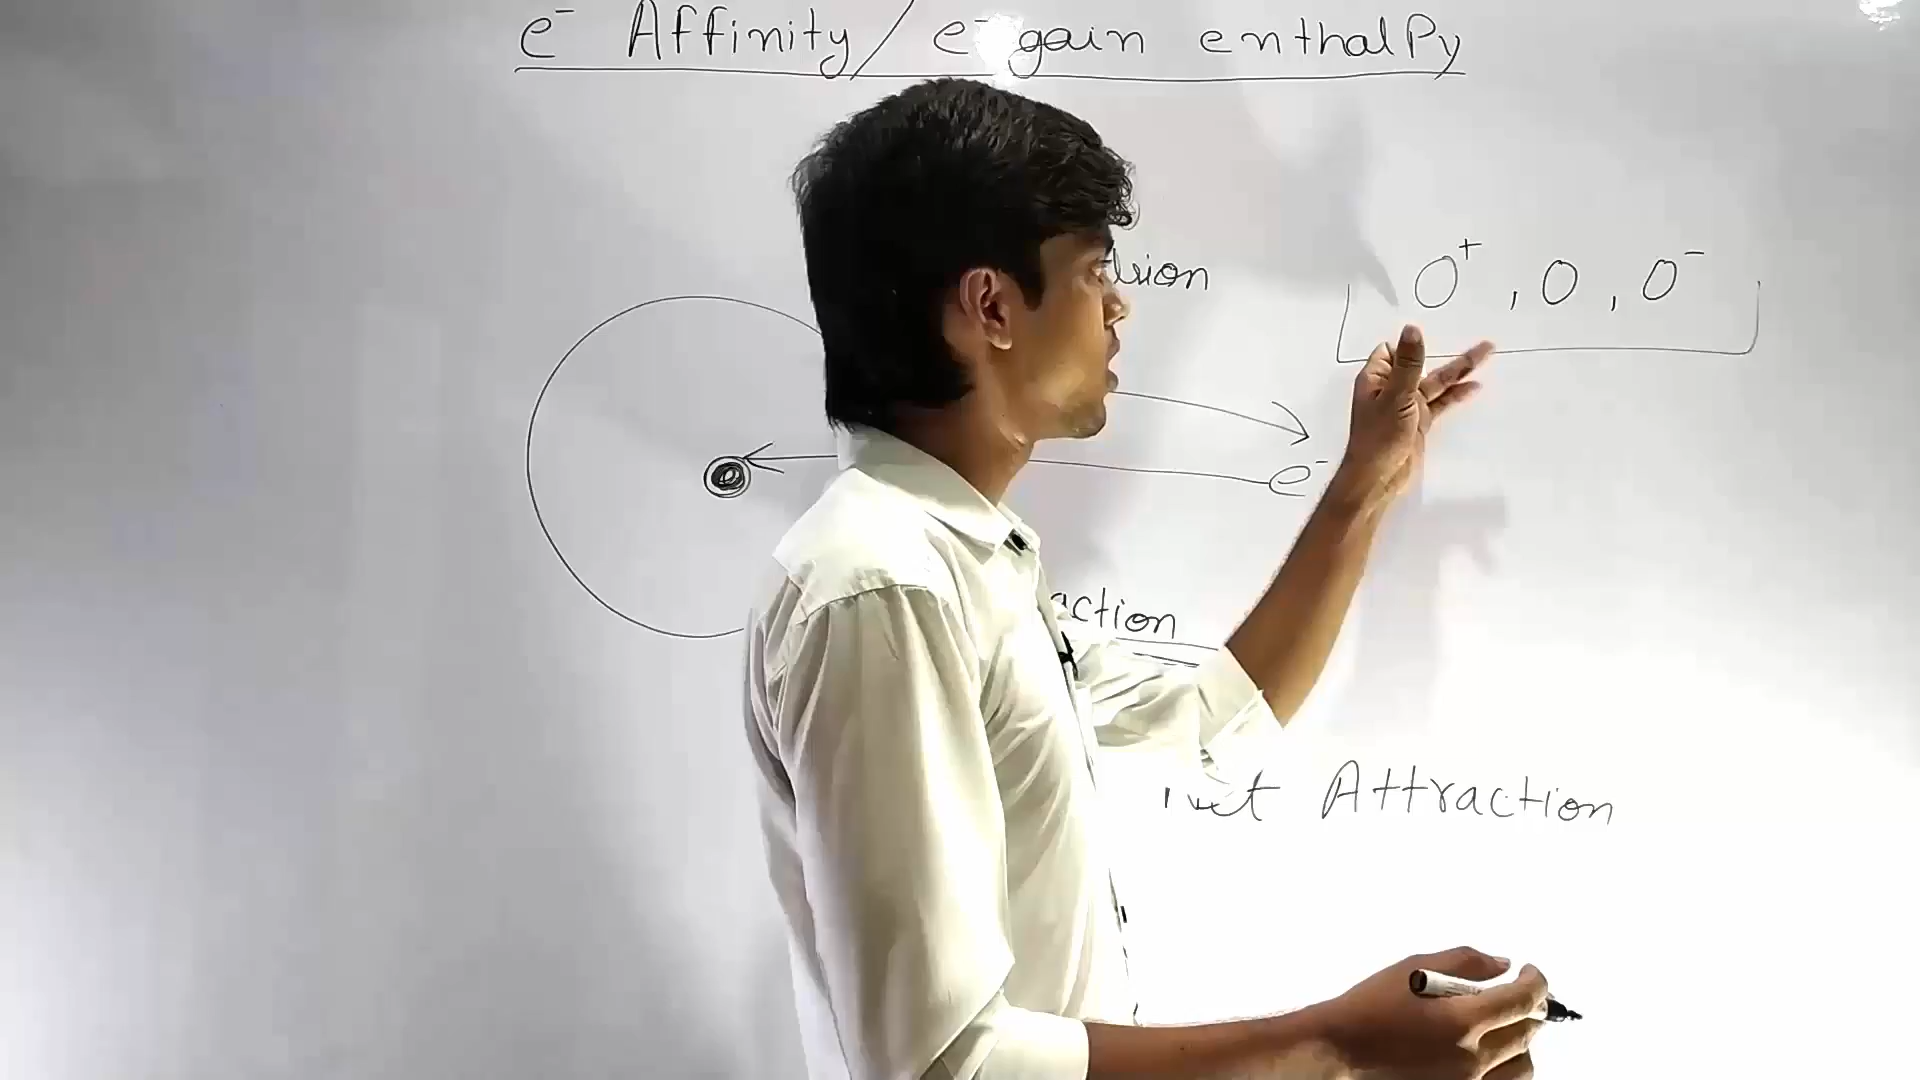 e⁻ Affinity / e⁻ gain enthalpy
O⁺ , O , O⁻
e⁻
Attraction